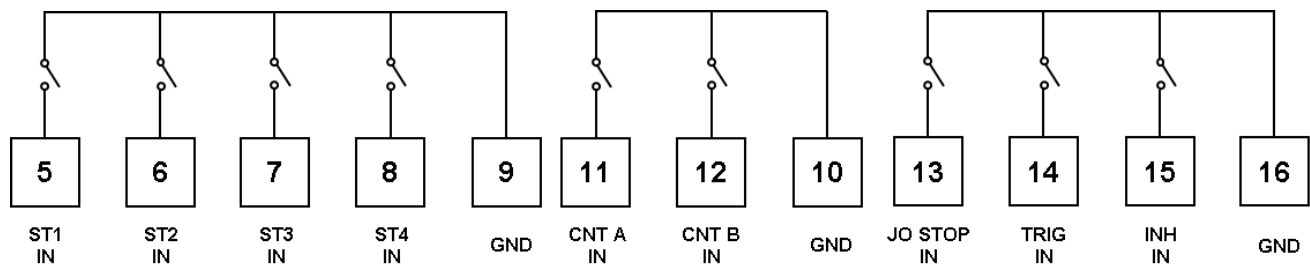 5 6 7 8 9 11 12 10 13 14 15 16
ST1 ST2 ST3 ST4 GND CNT A CNT B GND JO STOP TRIG INH GND
IN IN IN IN IN IN IN IN IN